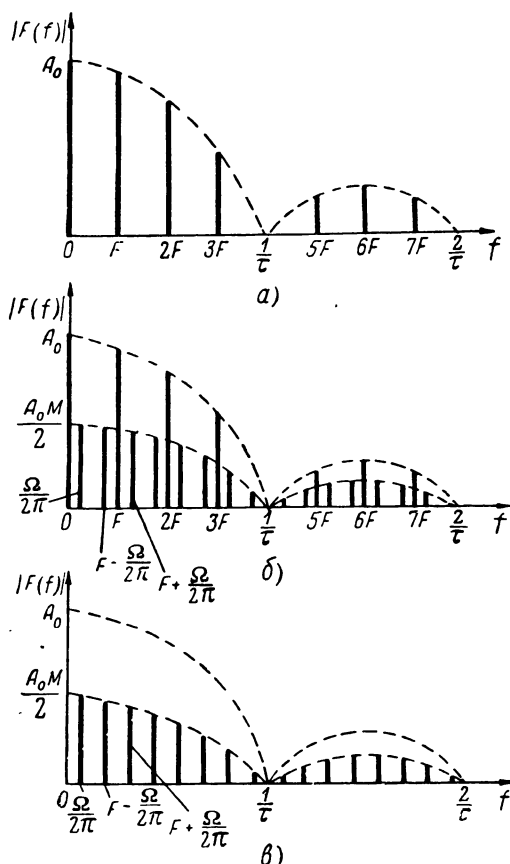 |F(f)|
A₀
0 F 2F 3F 1/τ 5F 6F 7F 2/τ f
а)
|F(f)|
A₀
A₀M/2
Ω/2π
0 F 2F 3F 1/τ 5F 6F 7F 2/τ f
F - Ω/2π F + Ω/2π
б)
|F(f)|
A₀
A₀M/2
0 Ω/2π F - Ω/2π F + Ω/2π 1/τ 2/τ f
в)